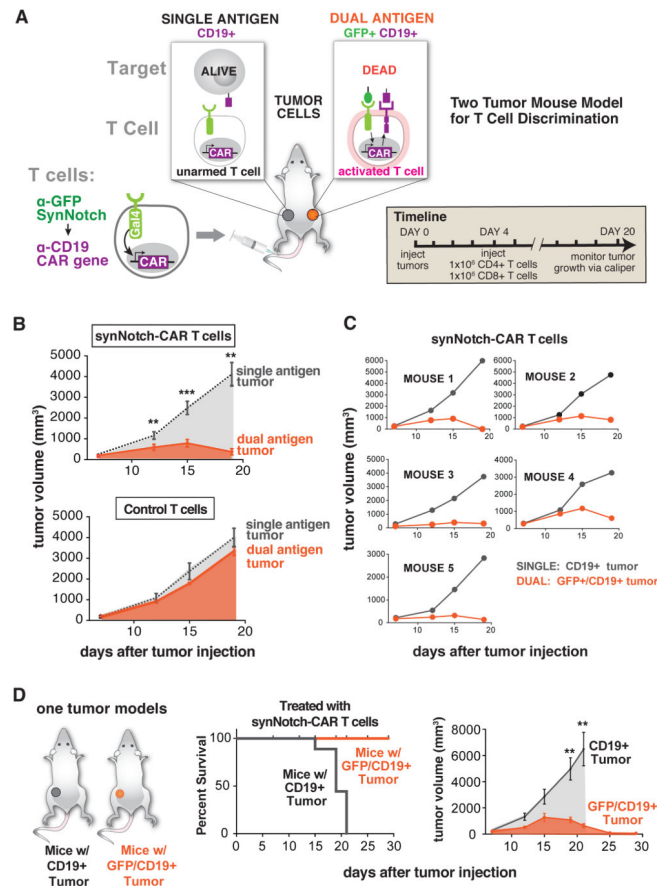 A
SINGLE ANTIGEN
CD19+
DUAL ANTIGEN
GFP+ CD19+
Target
ALIVE
DEAD
TUMOR
CELLS
T Cell
CAR
unarmed T cell
CAR
activated T cell
Two Tumor Mouse Model
for T Cell Discrimination
T cells:
α-GFP
SynNotch
α-CD19
CAR gene
Gal4
CAR
Timeline
DAY 0
DAY 4
DAY 20
inject
tumors
inject
1x10⁶ CD4+ T cells
1x10⁶ CD8+ T cells
monitor tumor
growth via caliper
B
synNotch-CAR T cells
5000
4000
3000
2000
1000
0
5
10
15
20
**
***
**
single antigen
tumor
dual antigen
tumor
Control T cells
5000
4000
3000
2000
1000
0
5
10
15
20
single antigen
tumor
dual antigen
tumor
tumor volume (mm³)
days after tumor injection
C
synNotch-CAR T cells
MOUSE 1
6000
5000
4000
3000
2000
1000
0
5
10
15
20
MOUSE 2
6000
5000
4000
3000
2000
1000
0
5
10
15
20
MOUSE 3
6000
5000
4000
3000
2000
1000
0
5
10
15
20
MOUSE 4
6000
5000
4000
3000
2000
1000
0
5
10
15
20
MOUSE 5
3000
2000
1000
0
5
10
15
20
SINGLE: CD19+ tumor
DUAL: GFP+/CD19+ tumor
tumor volume (mm³)
days after tumor injection
D
one tumor models
Mice w/
CD19+
Tumor
Mice w/
GFP/CD19+
Tumor
Treated with
synNotch-CAR T cells
Percent Survival
100
50
0
0
5
10
15
20
25
30
Mice w/
CD19+
Tumor
Mice w/
GFP/CD19+
Tumor
tumor volume
(mm³)
8000
6000
4000
2000
0
10
15
20
25
30
**
**
CD19+
Tumor
GFP/CD19+
Tumor
days after tumor injection